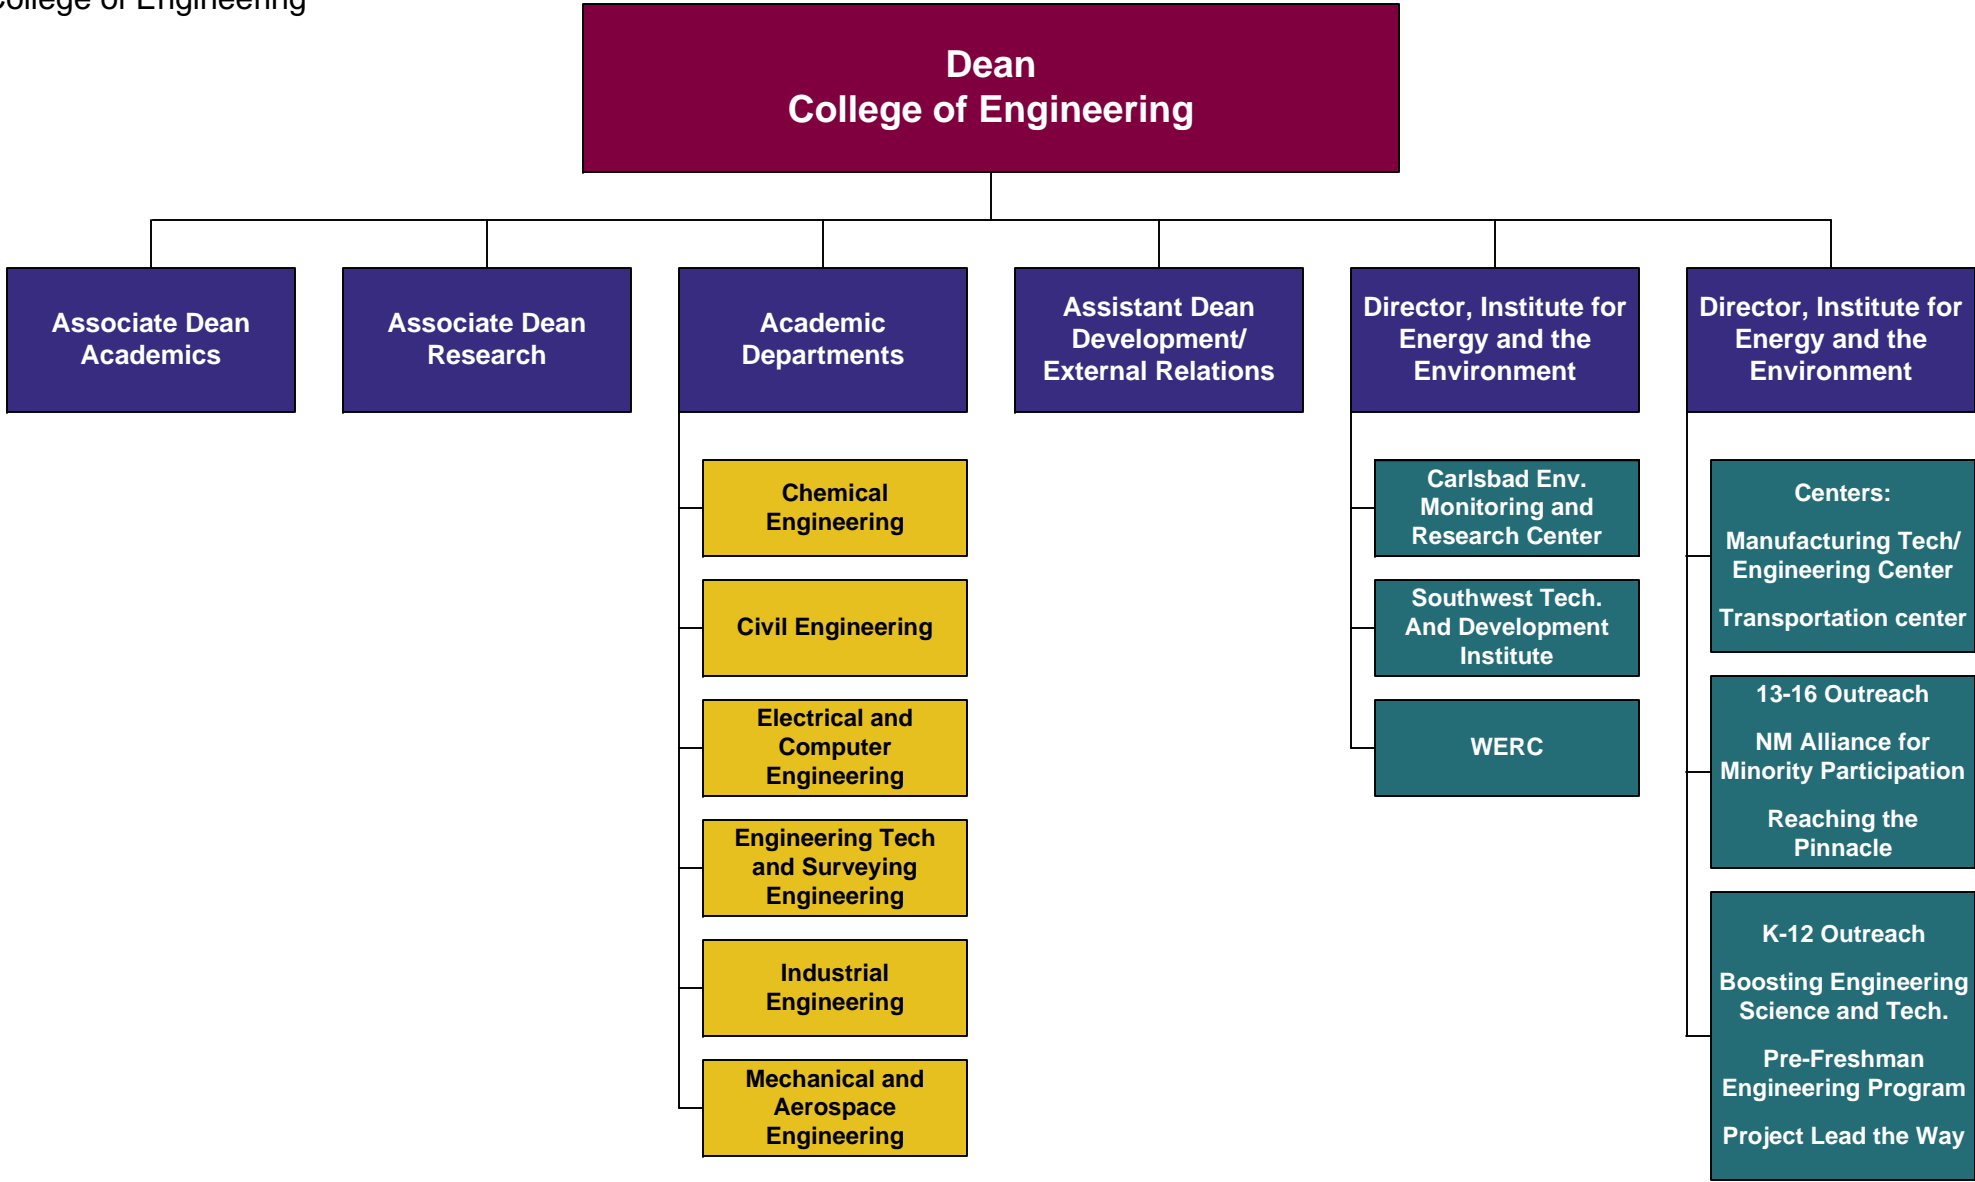 College of Engineering
Dean
College of Engineering
Associate Dean
Academics
Associate Dean
Research
Academic
Departments
Assistant Dean
Development/
External Relations
Director, Institute for
Energy and the
Environment
Director, Institute for
Energy and the
Environment
Chemical
Engineering
Civil Engineering
Electrical and
Computer
Engineering
Engineering Tech
and Surveying
Engineering
Industrial
Engineering
Mechanical and
Aerospace
Engineering
Carlsbad Env.
Monitoring and
Research Center
Southwest Tech.
And Development
Institute
WERC
Centers:
Manufacturing Tech/
Engineering Center
Transportation center
13-16 Outreach
NM Alliance for
Minority Participation
Reaching the
Pinnacle
K-12 Outreach
Boosting Engineering
Science and Tech.
Pre-Freshman
Engineering Program
Project Lead the Way